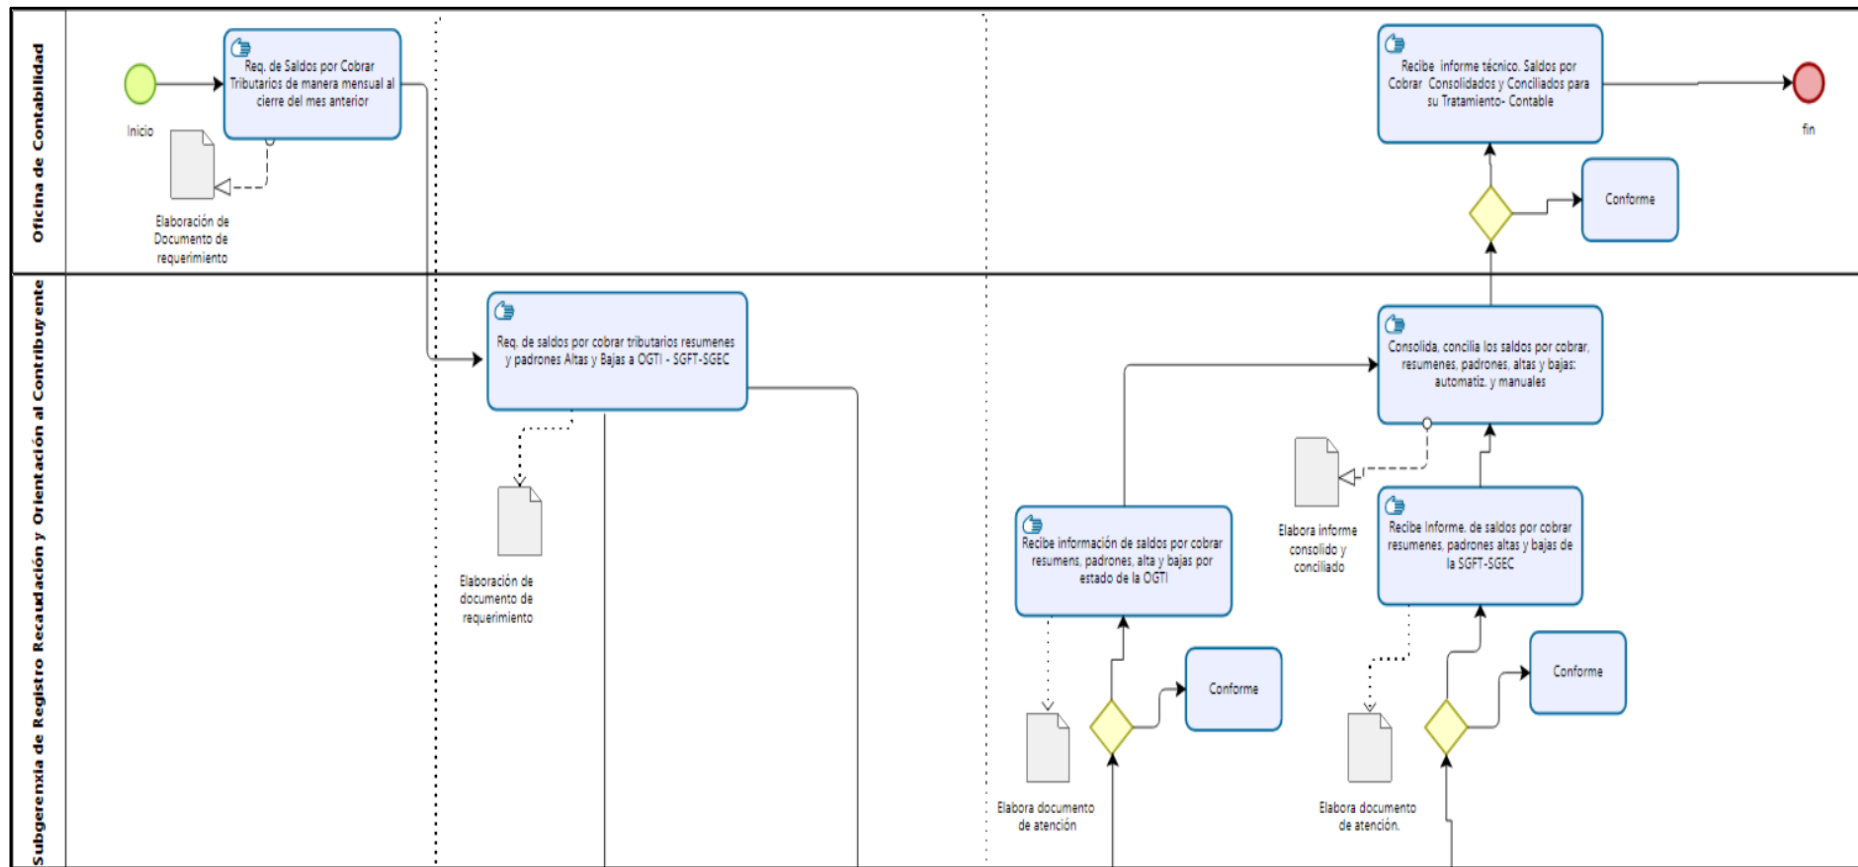 Oficina de Contabilidad
Inicio
Req. de Saldos por Cobrar
Tributarios de manera mensual al
cierre del mes anterior
Elaboración de
Documento de
requerimiento
Recibe informe técnico. Saldos por
Cobrar Consolidados y Conciliados para
su Tratamiento- Contable
fin
Conforme
Subgerenxia de Registro Recaudación y Orientación al Contribuyente
Req. de saldos por cobrar tributarios resumenes
y padrones Altas y Bajas a OGTI - SGFT-SGEC
Elaboración de
documento de
requerimiento
Consolida, concilia los saldos por cobrar,
resumenes, padrones, altas y bajas:
automatiz. y manuales
Elabora informe
consolido y
conciliado
Recibe información de saldos por cobrar
resumens, padrones, alta y bajas por
estado de la OGTI
Recibe Informe. de saldos por cobrar
resumenes, padrones altas y bajas de
la SGFT-SGEC
Conforme
Conforme
Elabora documento
de atención
Elabora documento
de atención.